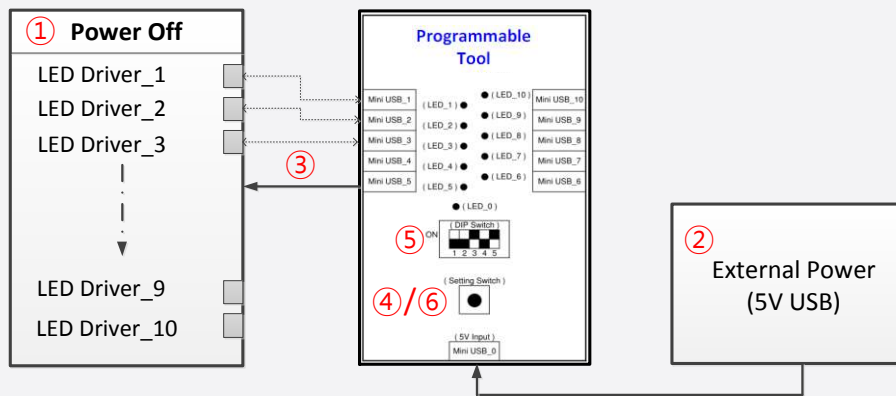 ① Power Off
LED Driver_1
LED Driver_2
LED Driver_3
LED Driver_9
LED Driver_10
③
Programmable
Tool
Mini USB_1
Mini USB_2
Mini USB_3
Mini USB_4
Mini USB_5
( LED_1 )
( LED_2 )
( LED_3 )
( LED_4 )
( LED_5 )
( LED_10 )
( LED_9 )
( LED_8 )
( LED_7 )
( LED_6 )
Mini USB_10
Mini USB_9
Mini USB_8
Mini USB_7
Mini USB_6
( LED_0 )
⑤ ON
( DIP Switch )
1 2 3 4 5
( Setting Switch )
④/⑥
( 5V Input )
Mini USB_0
②
External Power
(5V USB)